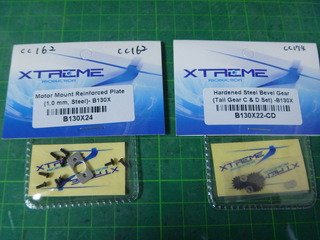 CC162
CC162
XTREME
Motor Mount Reinforced Plate
(1.0 mm, Steel)- B130X
B130X24
XTREME
Hardened Steel Bevel Gear
(Tail Gear C & D Set) -B130X
B130X22-CD